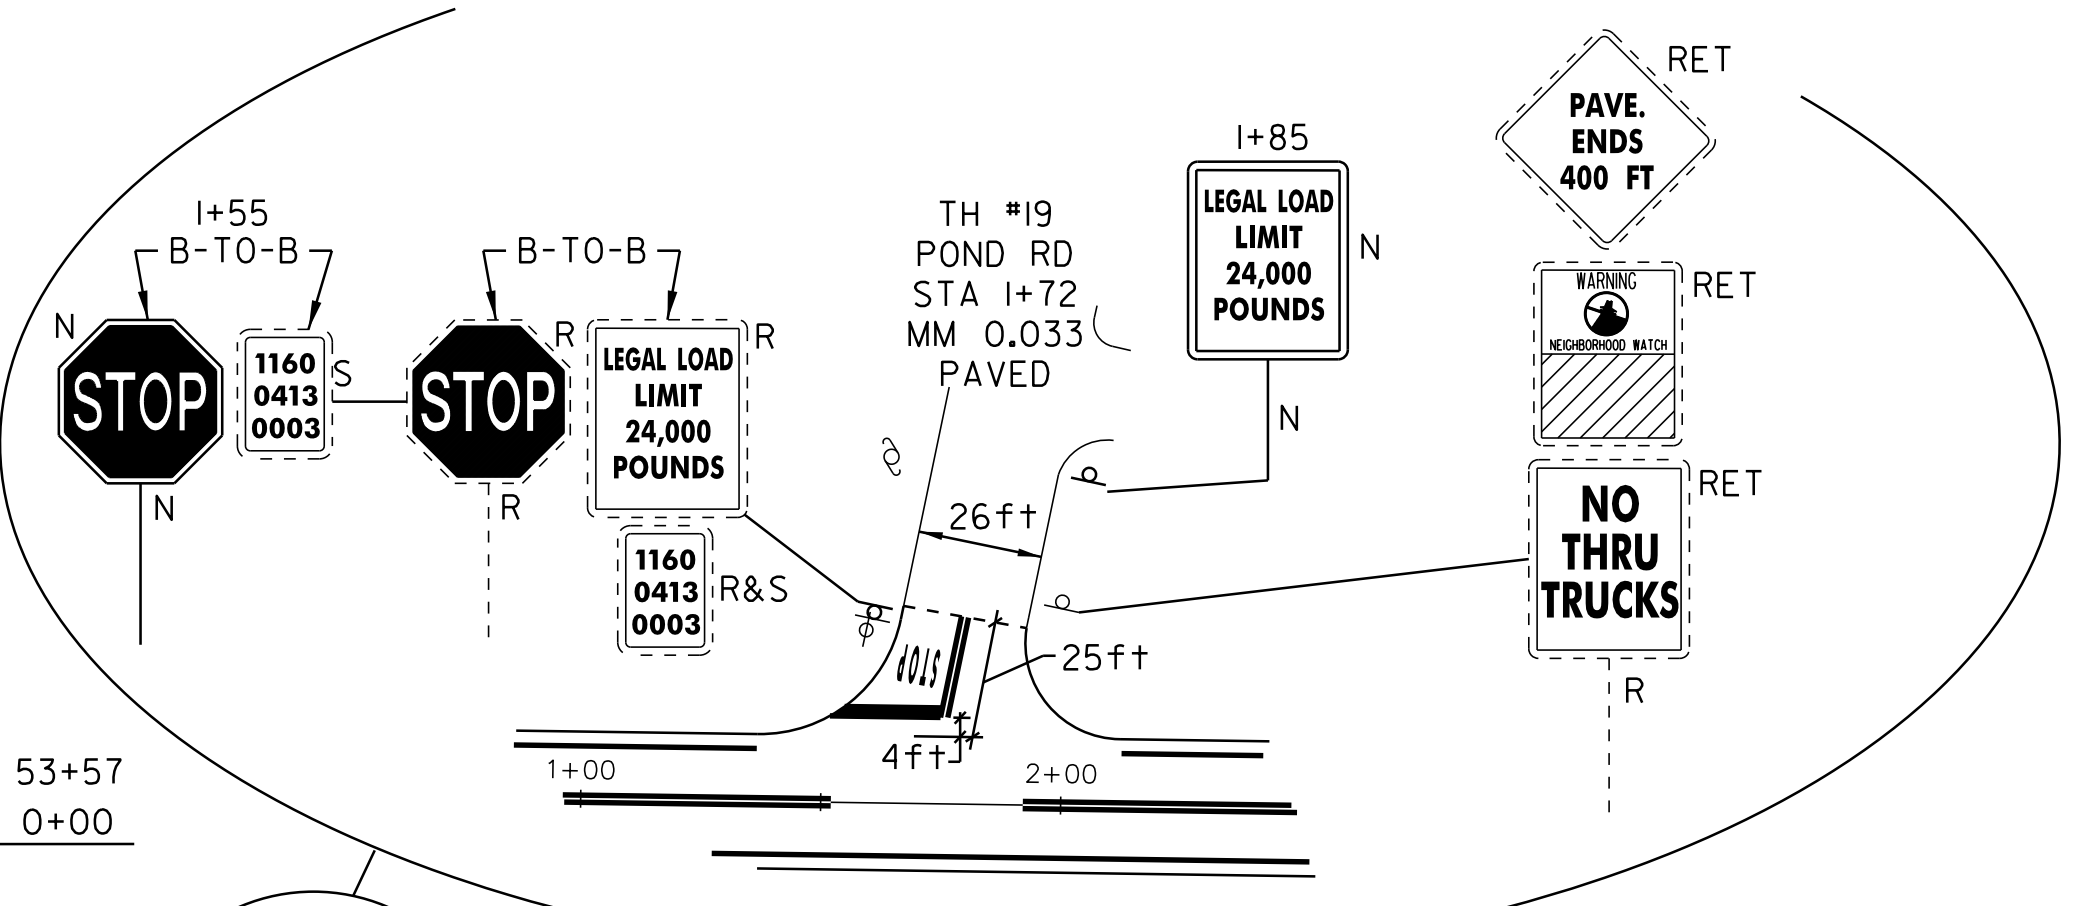 RET
PAVE.
ENDS
400 FT
1+85
LEGAL LOAD
LIMIT
24,000
POUNDS
N
N
1+55
B-TO-B
B-TO-B
TH #19
POND RD
STA 1+72
MM 0.033
PAVED
N
STOP
N
1160
0413
0003
S
STOP
R
R
LEGAL LOAD
LIMIT
24,000
POUNDS
R
1160
0413
0003
R&S
WARNING
NEIGHBORHOOD WATCH
RET
NO
THRU
TRUCKS
RET
R
26ft
STOP
25ft
4ft
53+57
0+00
1+00
2+00